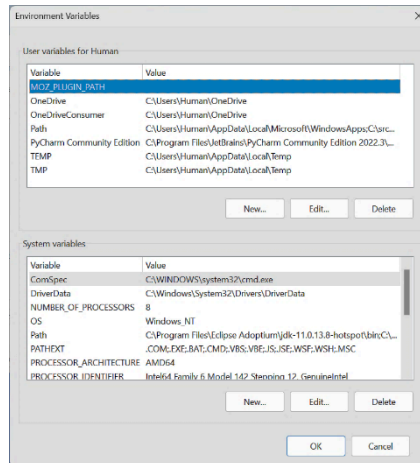 Environment Variables
User variables for Human
Variable Value
MOZ_PLUGIN_PATH
OneDrive C:\Users\Human\OneDrive
OneDriveConsumer C:\Users\Human\OneDrive
Path C:\Users\Human\AppData\Local\Microsoft\WindowsApps;C:\src...
PyCharm Community Edition C:\Program Files\JetBrains\PyCharm Community Edition 2022.3\...
TEMP C:\Users\Human\AppData\Local\Temp
TMP C:\Users\Human\AppData\Local\Temp
New... Edit... Delete
System variables
Variable Value
ComSpec C:\WINDOWS\system32\cmd.exe
DriverData C:\Windows\System32\Drivers\DriverData
NUMBER_OF_PROCESSORS 8
OS Windows_NT
Path C:\Program Files\Eclipse Adoptium\jdk-11.0.13.8-hotspot\bin;C:\...
PATHEXT .COM;.EXE;.BAT;.CMD;.VBS;.VBE;.JS;.JSE;.WSF;.WSH;.MSC
PROCESSOR_ARCHITECTURE AMD64
PROCESSOR_IDENTIFIER Intel64 Family 6 Model 142 Stepping 12, GenuineIntel
New... Edit... Delete
OK Cancel